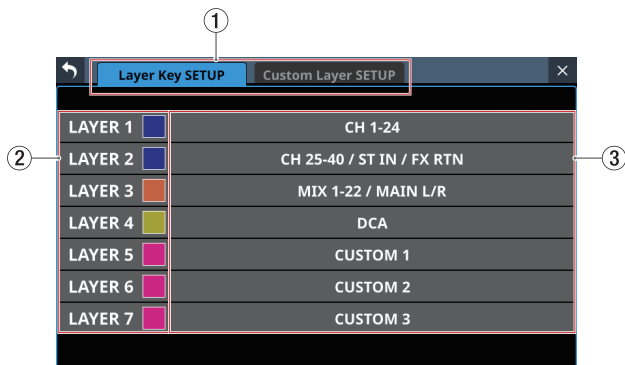 ①
Layer Key SETUP Custom Layer SETUP ×
LAYER 1 CH 1-24
② LAYER 2 CH 25-40 / ST IN / FX RTN ③
LAYER 3 MIX 1-22 / MAIN L/R
LAYER 4 DCA
LAYER 5 CUSTOM 1
LAYER 6 CUSTOM 2
LAYER 7 CUSTOM 3